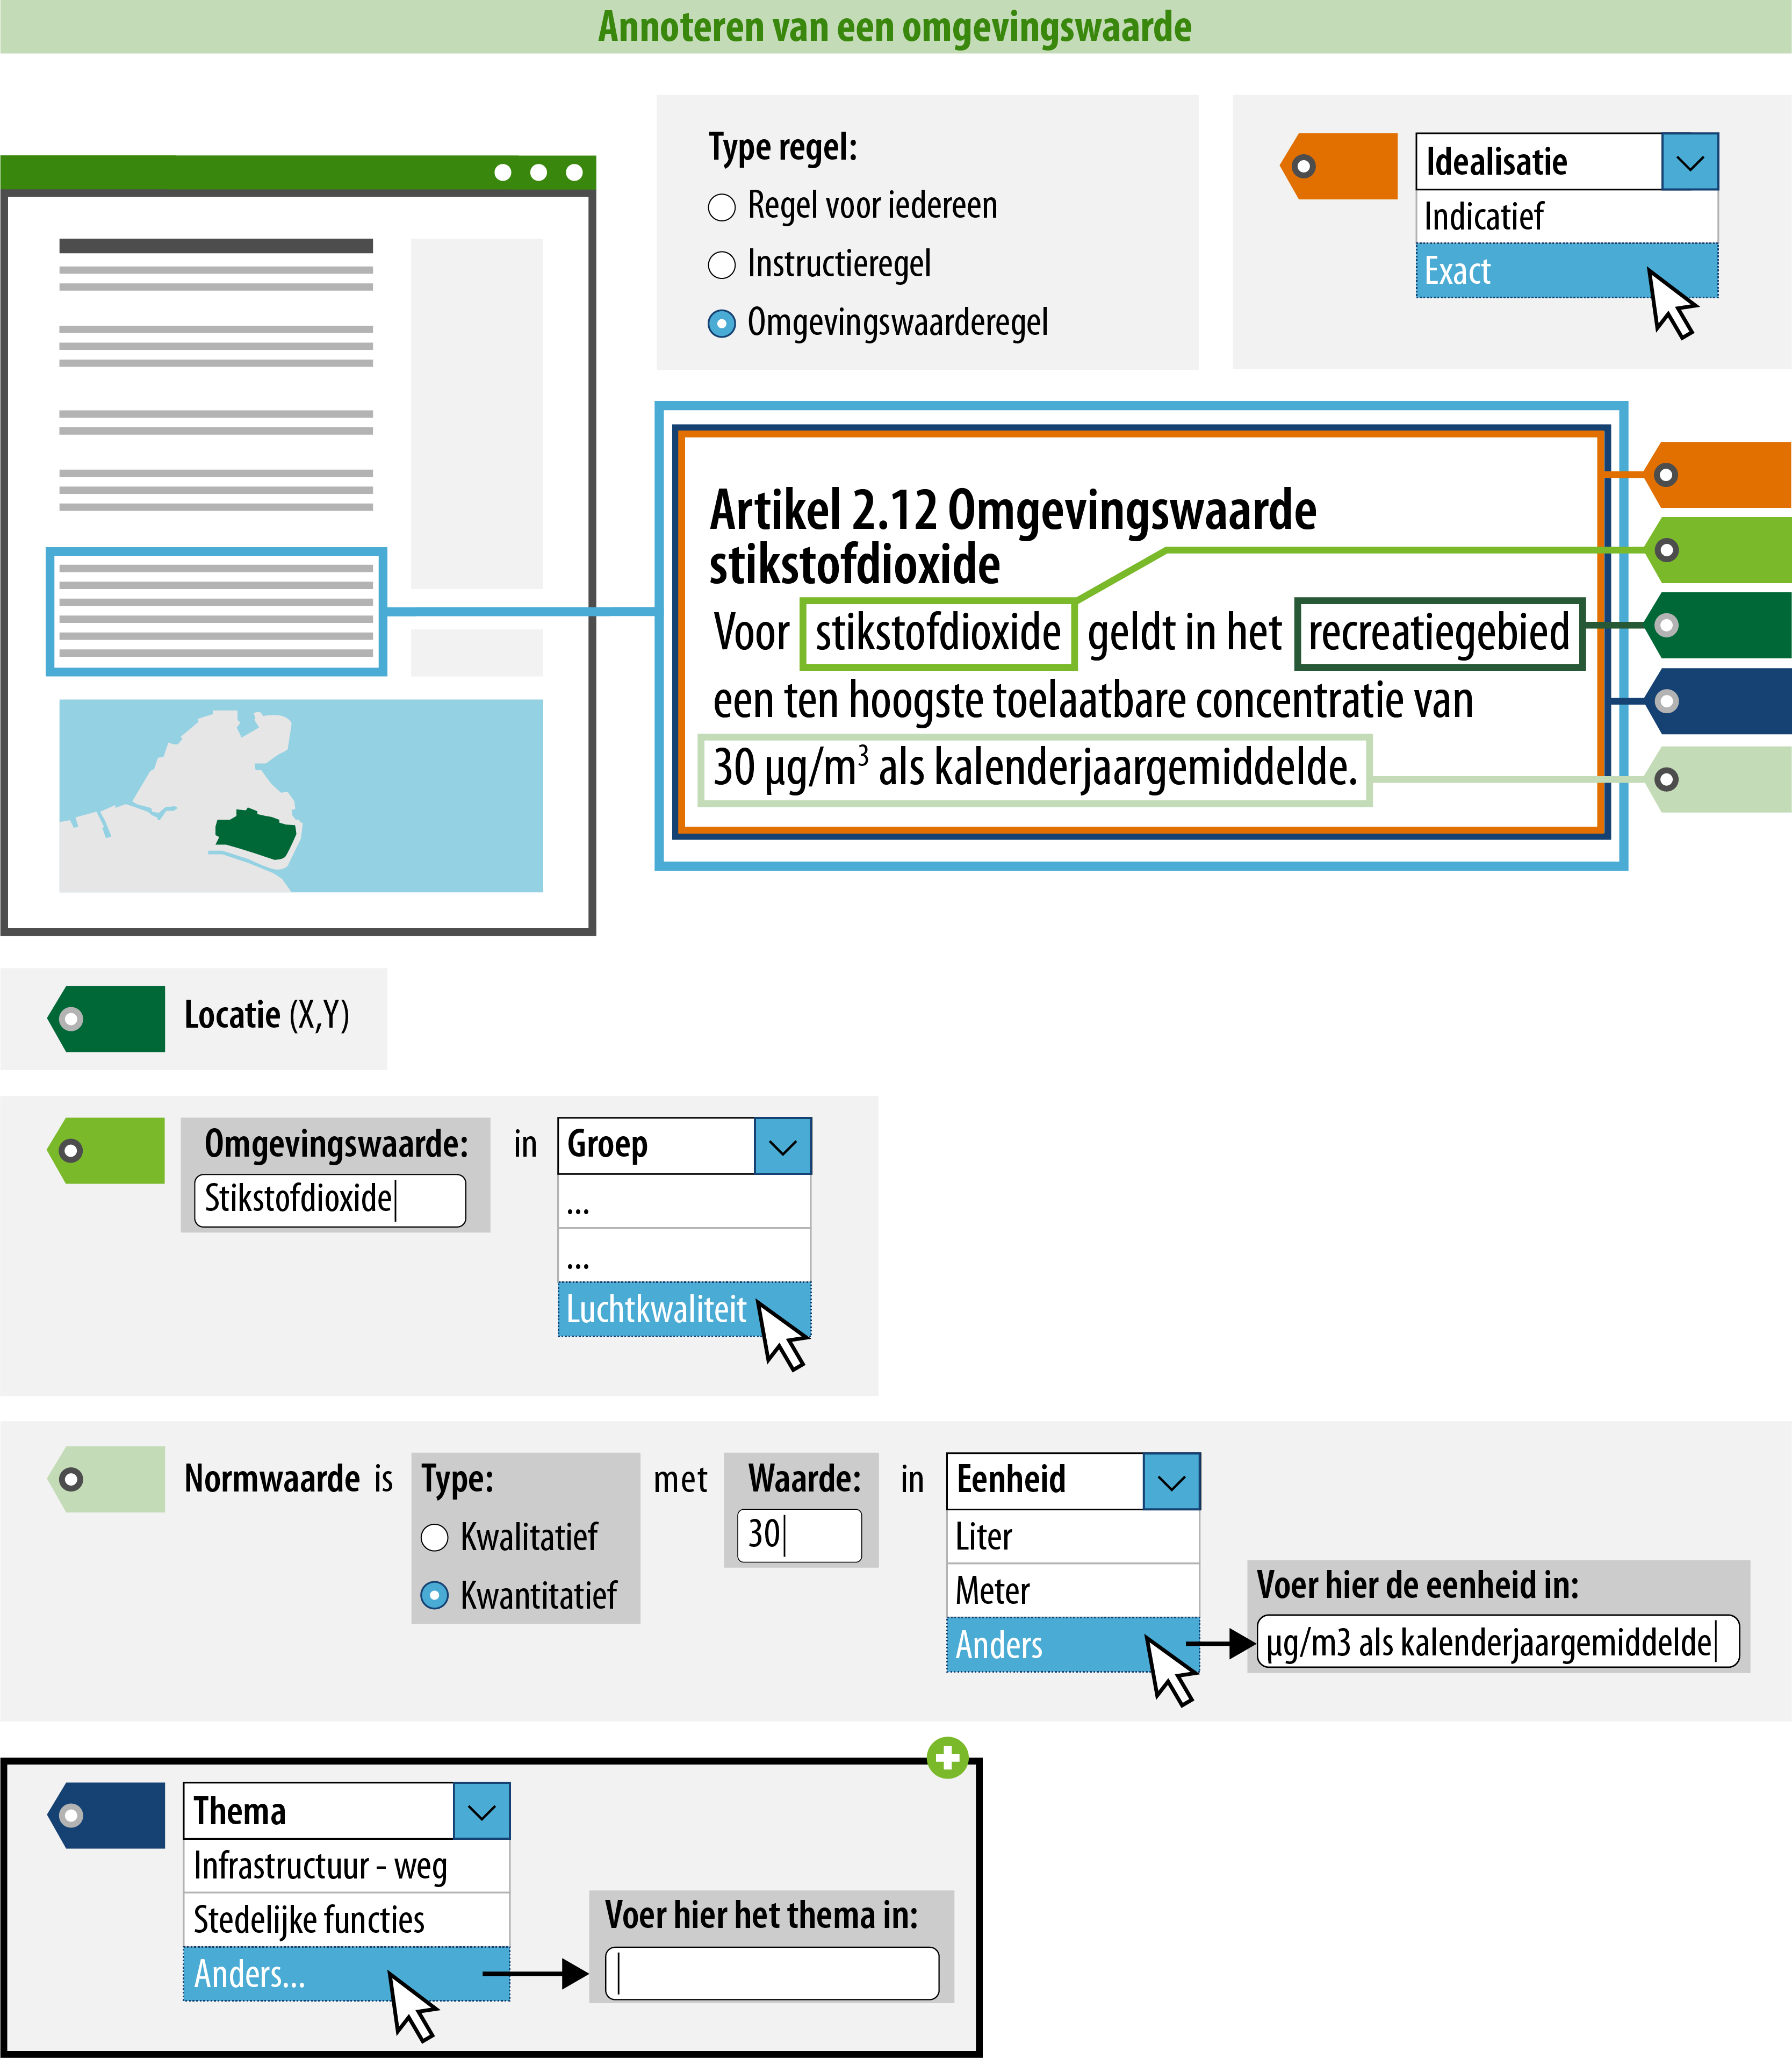 Annoteren van een omgevingswaarde
Type regel:
Regel voor iedereen
Instructieregel
Omgevingswaarderegel
Idealisatie
Indicatief
Exact
Artikel 2.12 Omgevingswaarde
stikstofdioxide
Voor stikstofdioxide geldt in het recreatiegebied
een ten hoogste toelaatbare concentratie van
30 µg/m³ als kalenderjaargemiddelde.
Locatie (X,Y)
Omgevingswaarde: in Groep
Stikstofdioxide
...
...
Luchtkwaliteit
Normwaarde is Type: met Waarde: in Eenheid
Kwalitatief 30 Liter
Kwantitatief Meter
Anders
Voer hier de eenheid in:
µg/m3 als kalenderjaargemiddelde
Thema
Infrastructuur - weg
Stedelijke functies
Anders...
Voer hier het thema in: